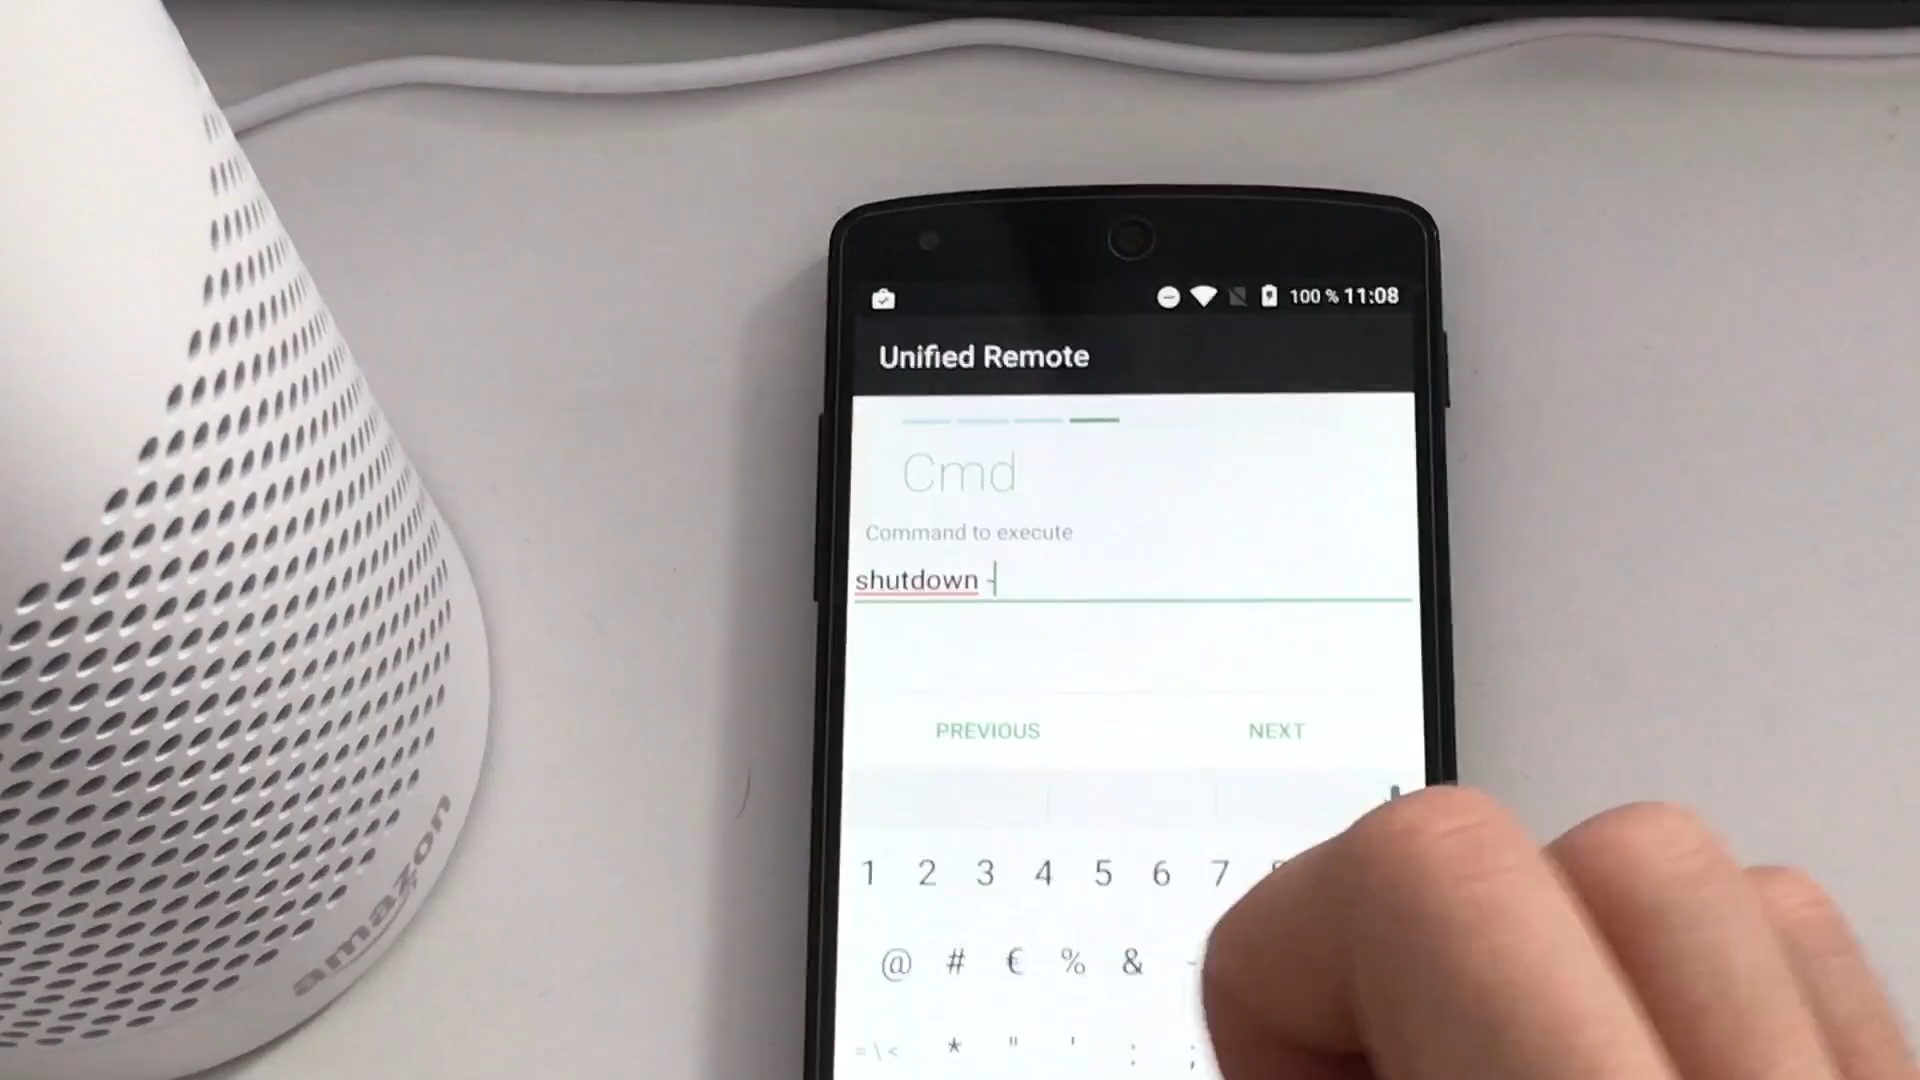 100 % 11:08
Unified Remote
Cmd
Command to execute
shutdown -
PREVIOUS
NEXT
1 2 3 4 5 6 7
@ # € % &
= \ < * " ' : ;
amazon